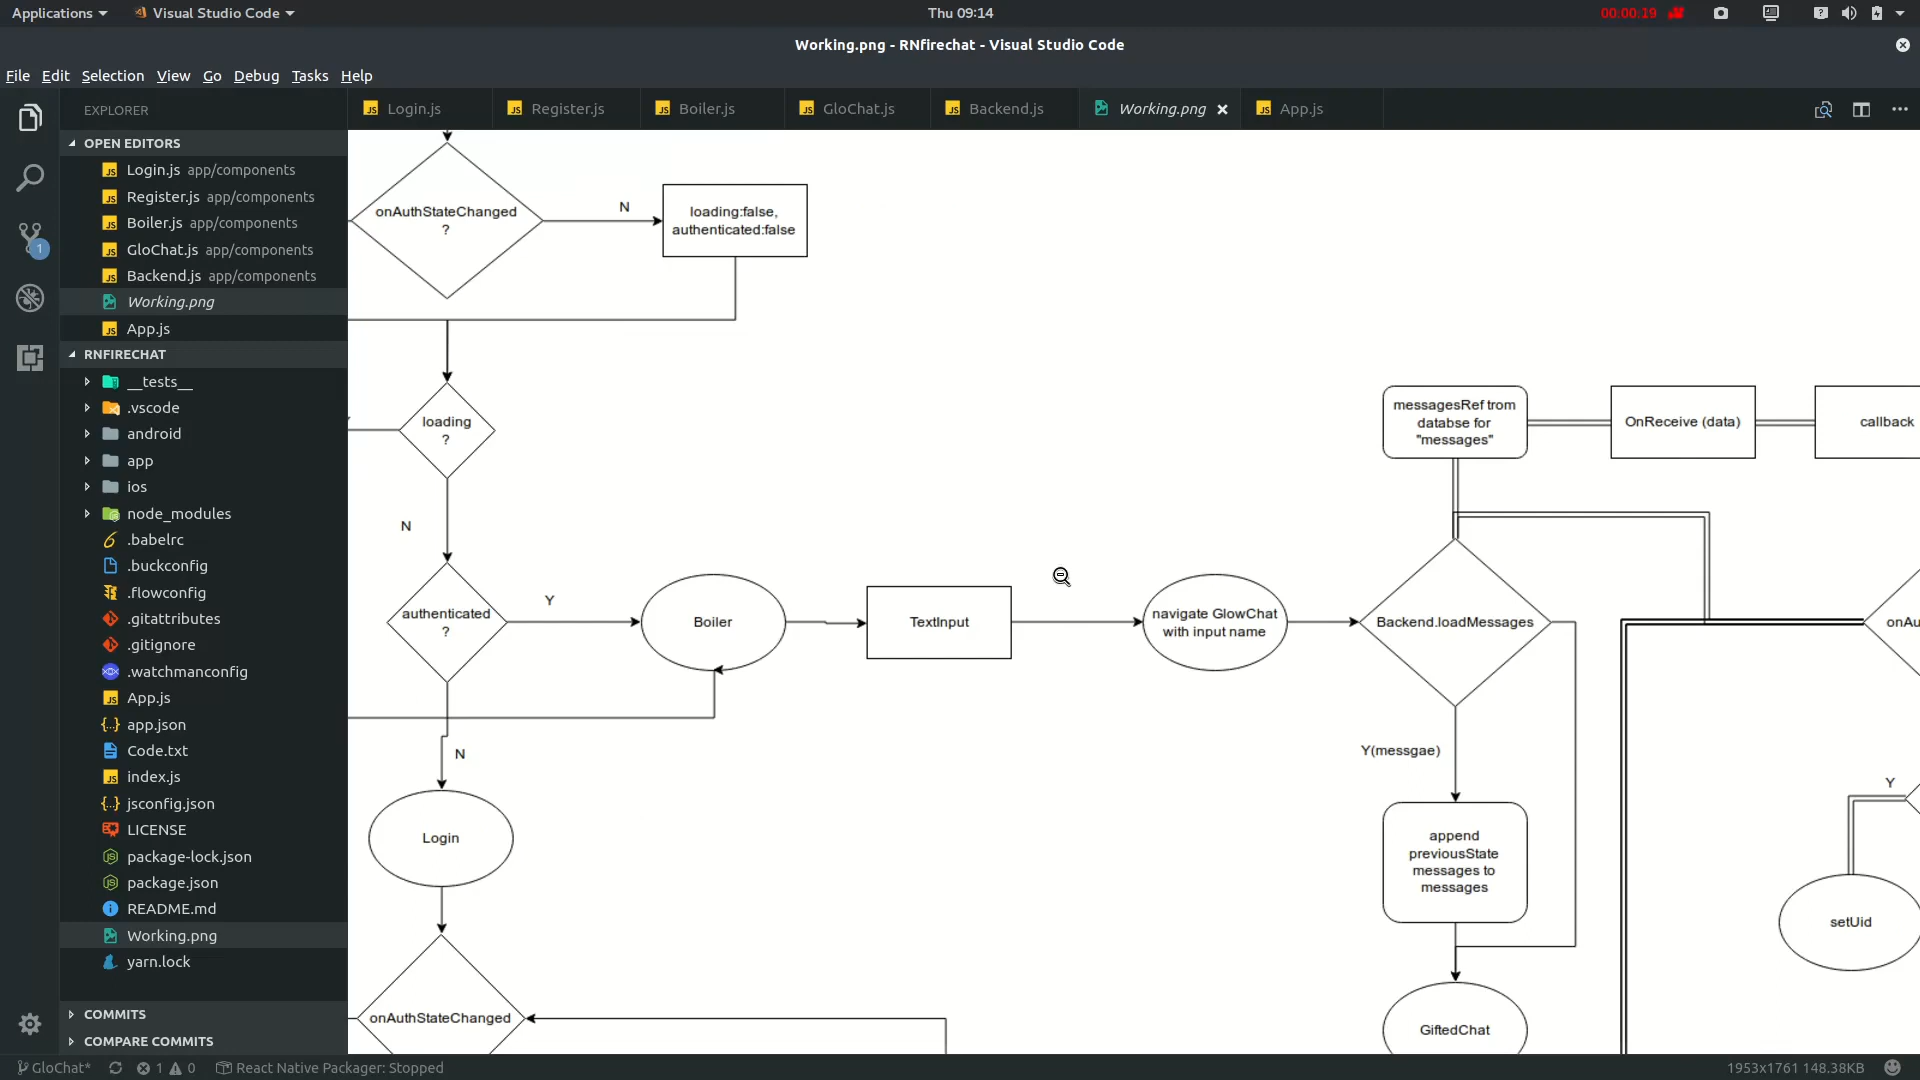 Applications
Visual Studio Code
Thu 09:14
00:00:19
Working.png - RNfirechat - Visual Studio Code
File Edit Selection View Go Debug Tasks Help
EXPLORER
Login.js
Register.js
Boiler.js
GloChat.js
Backend.js
Working.png
App.js
OPEN EDITORS
Login.js app/components
Register.js app/components
Boiler.js app/components
GloChat.js app/components
Backend.js app/components
Working.png
App.js
RNFIRECHAT
__tests__
.vscode
android
app
ios
node_modules
.babelrc
.buckconfig
.flowconfig
.gitattributes
.gitignore
.watchmanconfig
App.js
app.json
Code.txt
index.js
jsconfig.json
LICENSE
package-lock.json
package.json
README.md
Working.png
yarn.lock
COMMITS
COMPARE COMMITS
1
onAuthStateChanged
?
N
loading:false,
authenticated:false
loading
?
N
authenticated
?
Y
Boiler
TextInput
navigate GlowChat
with input name
Backend.loadMessages
messagesRef trom
databse for
"messages"
OnReceive (data)
callback
onAu
N
Login
onAuthStateChanged
Y(messgae)
append
previousState
messages to
messages
GiftedChat
Y
setUid
GloChat*
1
0
React Native Packager: Stopped
1953x1761 148.38KB